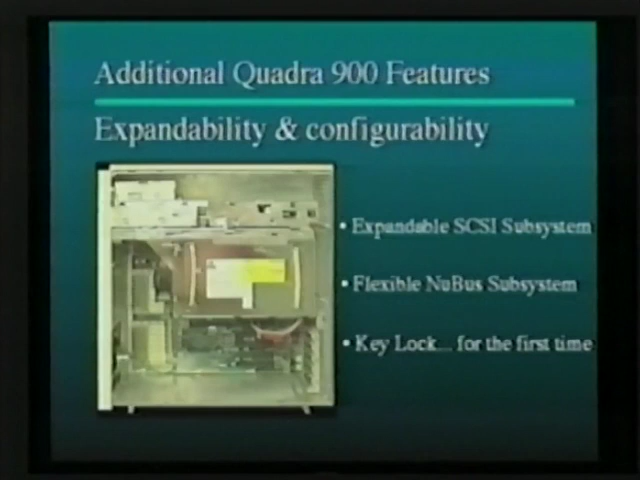 Additional Quadra 900 Features
Expandability & configurability
• Expandable SCSI Subsystem
• Flexible NuBus Subsystem
• Key Lock... for the first time